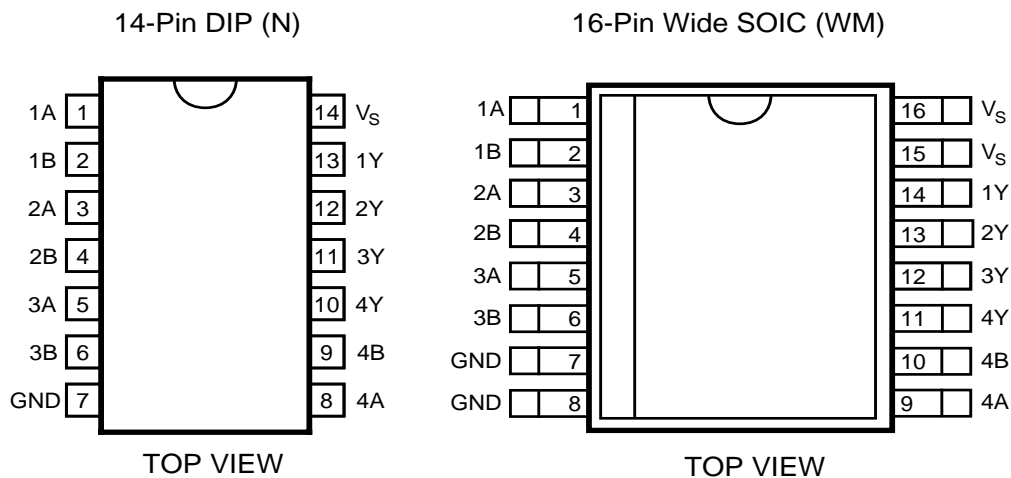 14-Pin DIP (N)
1A 1
1B 2
2A 3
2B 4
3A 5
3B 6
GND 7
14 VS
13 1Y
12 2Y
11 3Y
10 4Y
9 4B
8 4A
TOP VIEW
16-Pin Wide SOIC (WM)
1A 1
1B 2
2A 3
2B 4
3A 5
3B 6
GND 7
GND 8
16 VS
15 VS
14 1Y
13 2Y
12 3Y
11 4Y
10 4B
9 4A
TOP VIEW